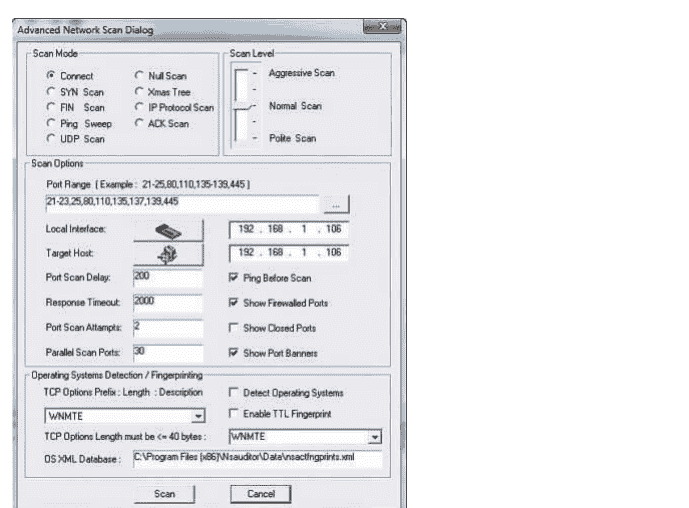 Advanced Network Scan Dialog
Scan Mode
Connect
SYN Scan
FIN Scan
Ping Sweep
UDP Scan
Null Scan
Xmas Tree
IP Protocol Scan
ACK Scan
Scan Level
Aggressive Scan
Normal Scan
Polite Scan
Scan Options
Port Range [ Example : 21-25,80,110,135-139,445 ]
21-23,25,80,110,135,137,139,445
...
Local Interface:
192 . 168 . 1 . 106
Target Host:
192 . 168 . 1 . 106
Port Scan Delay:
200
Ping Before Scan
Response Timeout:
2000
Show Firewalled Ports
Port Scan Attampts:
2
Show Closed Ports
Parallel Scan Ports:
30
Show Port Banners
Operating Systems Detection / Fingerprinting
TCP Options Prefix : Length : Description
Detect Operating Systems
WNMTE
Enable TTL Fingerprint
TCP Options Length must be <= 40 bytes :
WNMTE
OS XML Database :
C:\Program Files (x86)\Nsauditor\Data\nsactfngprints.xml
Scan
Cancel